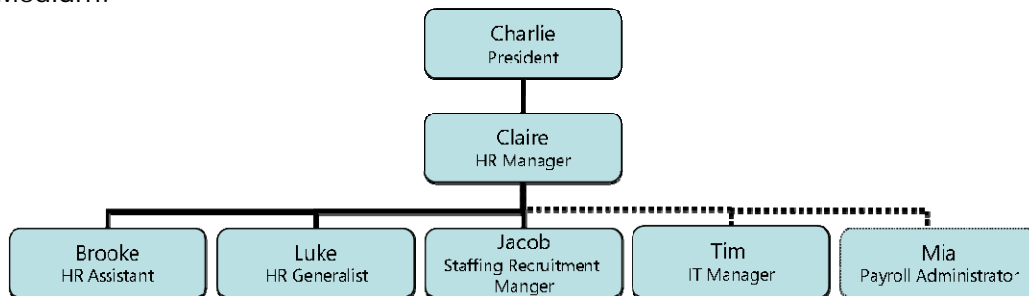 Charlie
President
Claire
HR Manager
Brooke
HR Assistant
Luke
HR Generalist
Jacob
Staffing Recruitment
Manger
Tim
IT Manager
Mia
Payroll Administrator